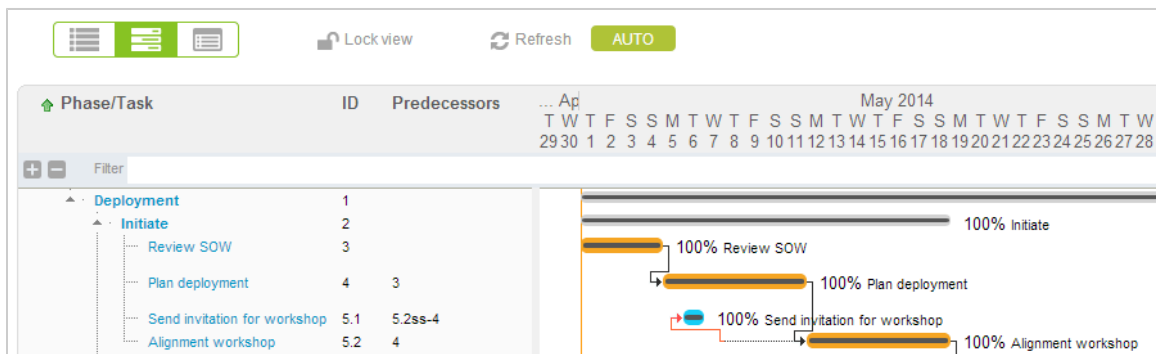 Lock view Refresh AUTO
Phase/Task ID Predecessors ... Ap May 2014
T W T F S S M T W T F S S M T W T F S S M T W T F S S M T W
29 30 1 2 3 4 5 6 7 8 9 10 11 12 13 14 15 16 17 18 19 20 21 22 23 24 25 26 27 28
Filter
Deployment 1
Initiate 2 100% Initiate
Review SOW 3 100% Review SOW
Plan deployment 4 3 100% Plan deployment
Send invitation for workshop 5.1 5.2ss-4 100% Send invitation for workshop
Alignment workshop 5.2 4 100% Alignment workshop